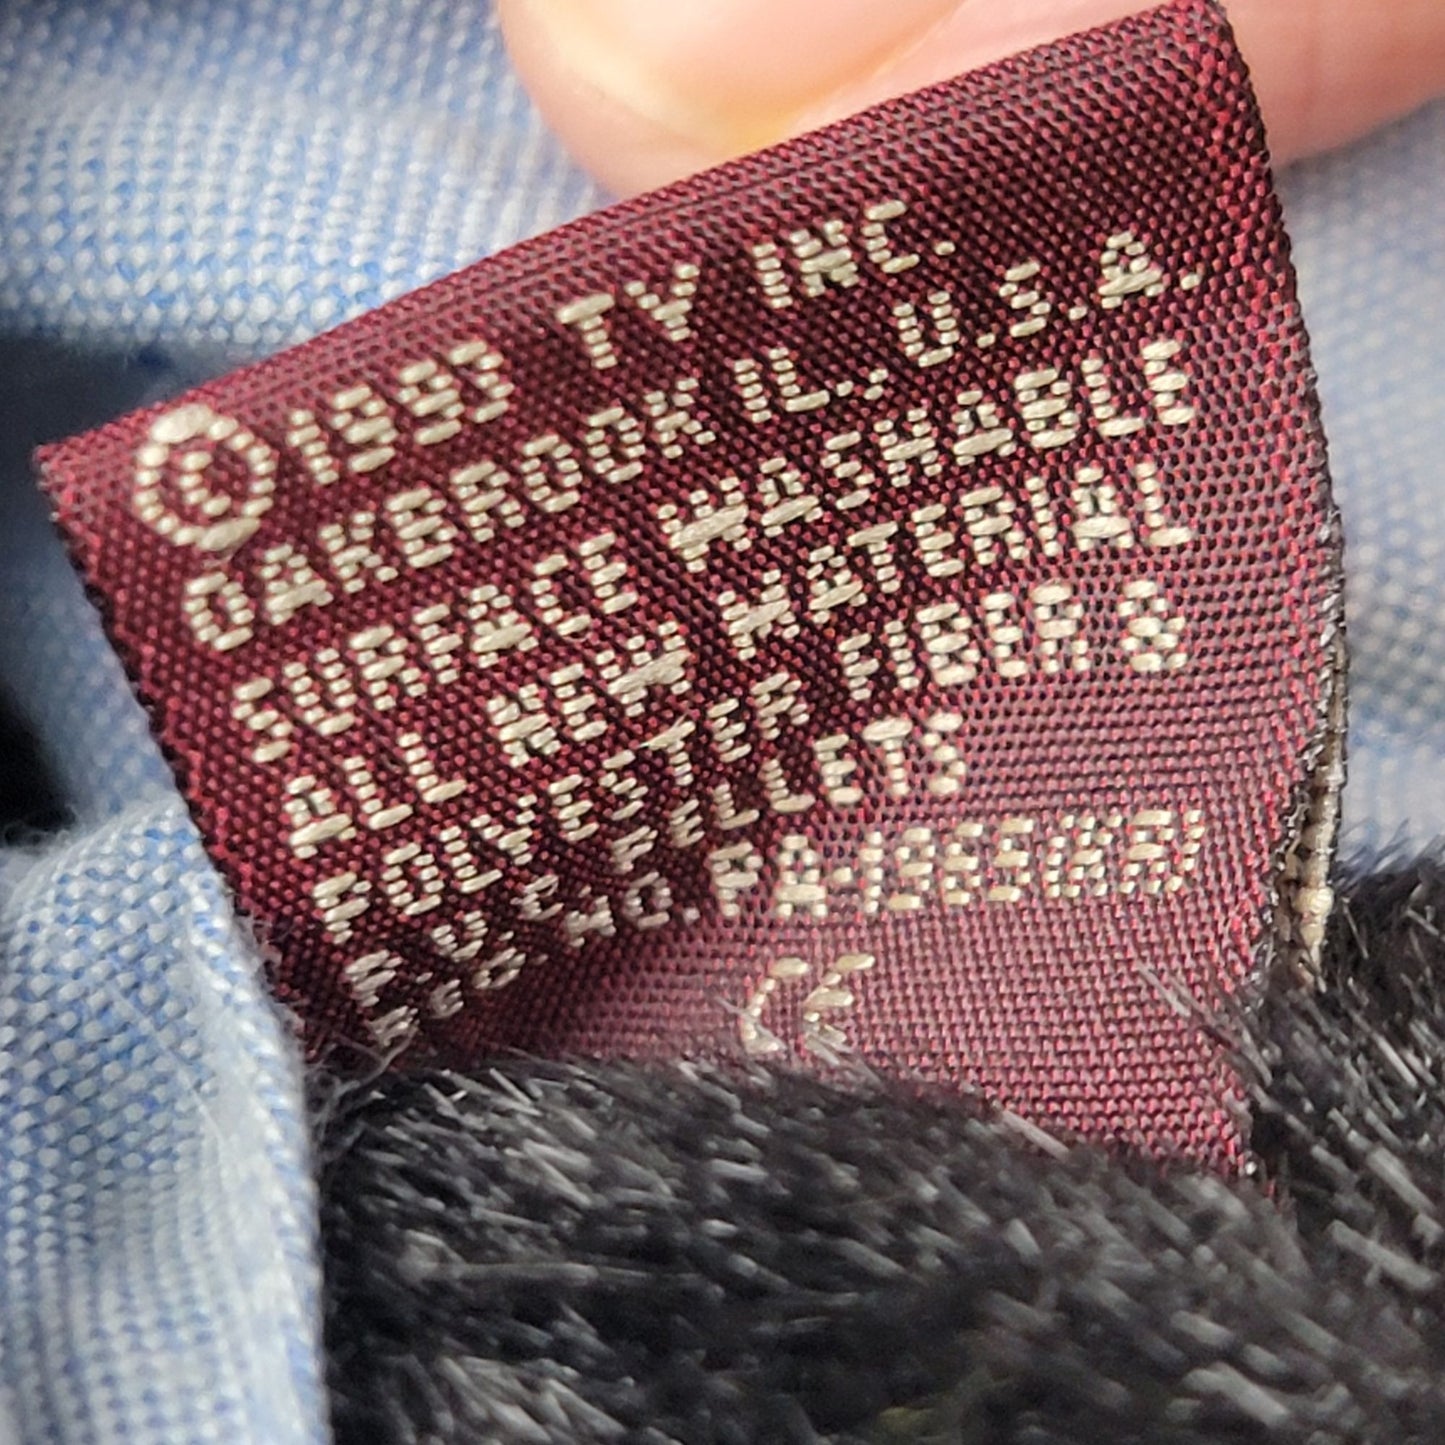 © 1993 TY INC.
OAKBROOK IL., U.S.A.
SURFACE WASHABLE
ALL NEW MATERIAL
POLYESTER FIBER &
P.V.C. PELLETS
REG. NO. PA-1965(KR)
CE